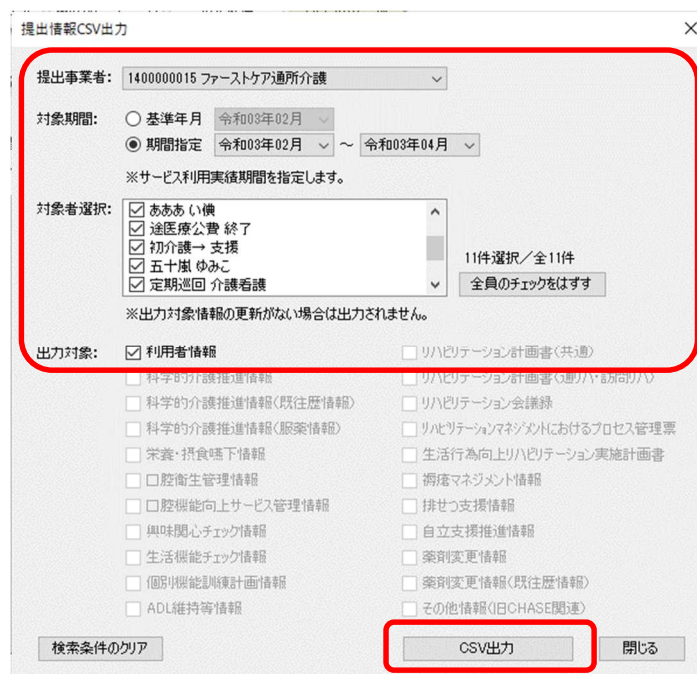 提出情報CSV出力
提出事業者: 1400000015 ファーストケア通所介護
対象期間: 基準年月 令和03年02月
期間指定 令和03年02月 ～ 令和03年04月
※サービス利用実績期間を指定します。
対象者選択: あああ い慠
途医療公費 終了
初介護→ 支援
五十嵐 ゆみこ
定期巡回 介護看護
11件選択／全11件
全員のチェックをはずす
※出力対象情報の更新がない場合は出力されません。
出力対象: 利用者情報 リハビリテーション計画書(共通)
科学的介護推進情報 リハビリテーション計画書(通リハ・訪問リハ)
科学的介護推進情報(既往歴情報) リハビリテーション会議録
科学的介護推進情報(服薬情報) リハビリテーションマネジメントにおけるプロセス管理票
栄養・摂食嚥下情報 生活行為向上リハビリテーション実施計画書
口腔衛生管理情報 褥瘡マネジメント情報
口腔機能向上サービス管理情報 排せつ支援情報
興味関心チェック情報 自立支援推進情報
生活機能チェック情報 薬剤変更情報
個別機能訓練計画情報 薬剤変更情報(既往歴情報)
ADL維持等情報 その他情報(旧CHASE関連)
検索条件のクリア CSV出力 閉じる